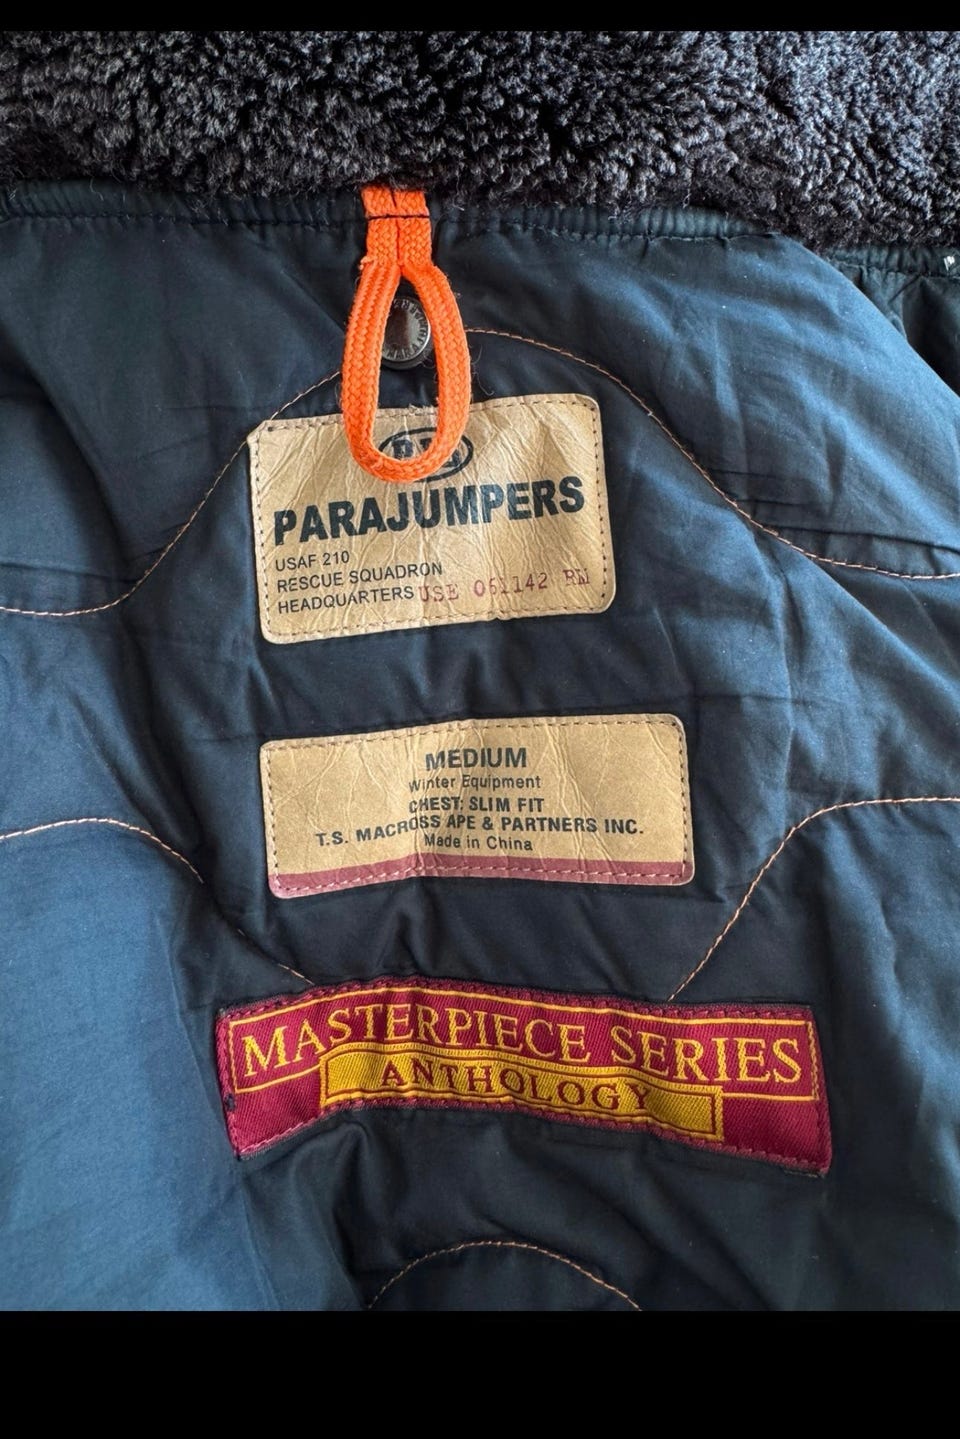 PARAJUMPERS
USAF 210
RESCUE SQUADRON
HEADQUARTERS USE 061142 RM
MEDIUM
Winter Equipment
CHEST: SLIM FIT
T.S. MACROSS APE & PARTNERS INC.
Made in China
MASTERPIECE SERIES
ANTHOLOGY